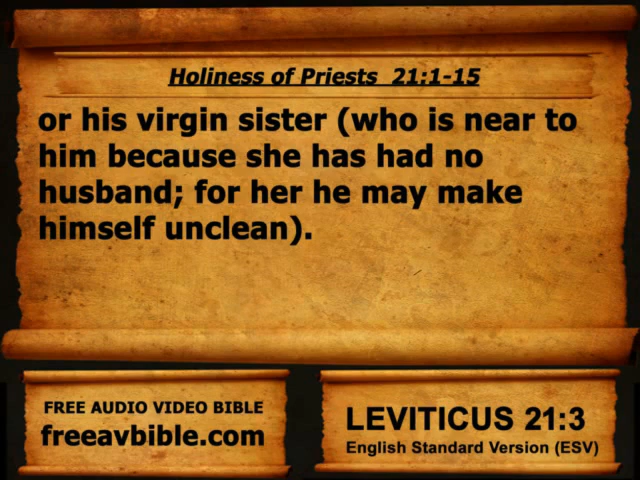 Holiness of Priests  21:1-15
or his virgin sister (who is near to
him because she has had no
husband; for her he may make
himself unclean).
FREE AUDIO VIDEO BIBLE
freeavbible.com
LEVITICUS 21:3
English Standard Version (ESV)